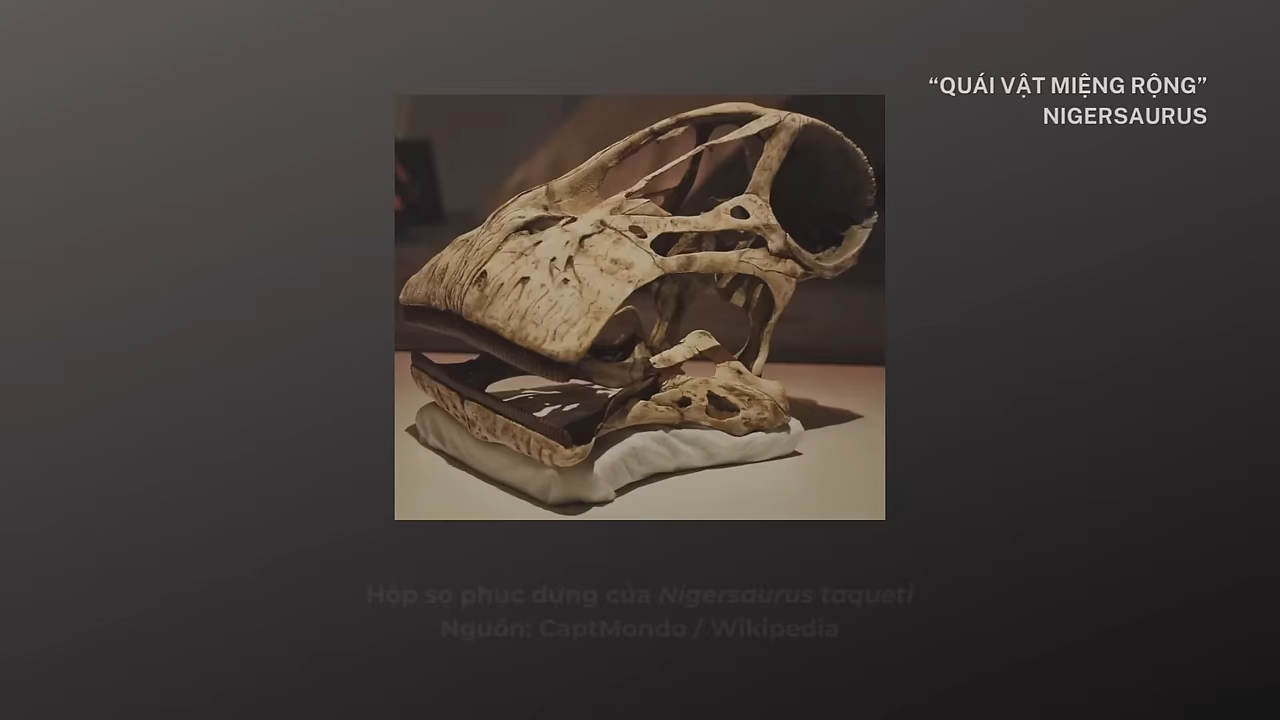 “QUÁI VẬT MIỆNG RỘNG”
NIGERSAURUS
Hộp sọ phục dựng của Nigersaurus taqueti
Nguồn: CaptMondo / Wikipedia